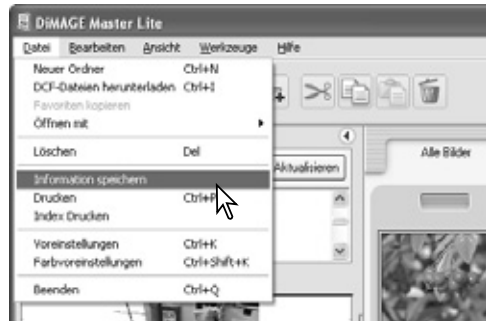 DiMAGE Master Lite
Datei Bearbeiten Ansicht Werkzeuge Hilfe
Neuer Ordner Ctrl+N
DCF-Dateien herunterladen Ctrl+I
Favoriten kopieren
Öffnen mit
Löschen Del
Aktualisieren
Alle Bilder
Information speichern
Drucken Ctrl+P
Index Drucken
Voreinstellungen Ctrl+K
Farbvoreinstellungen Ctrl+Shift+K
Beenden Ctrl+Q